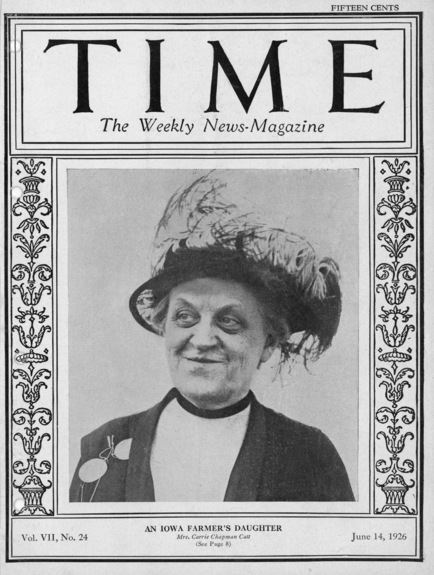 FIFTEEN CENTS
TIME
The Weekly News-Magazine
AN IOWA FARMER'S DAUGHTER
Mrs. Carrie Chapman Catt
(See Page 8)
Vol. VII, No. 24
June 14, 1926